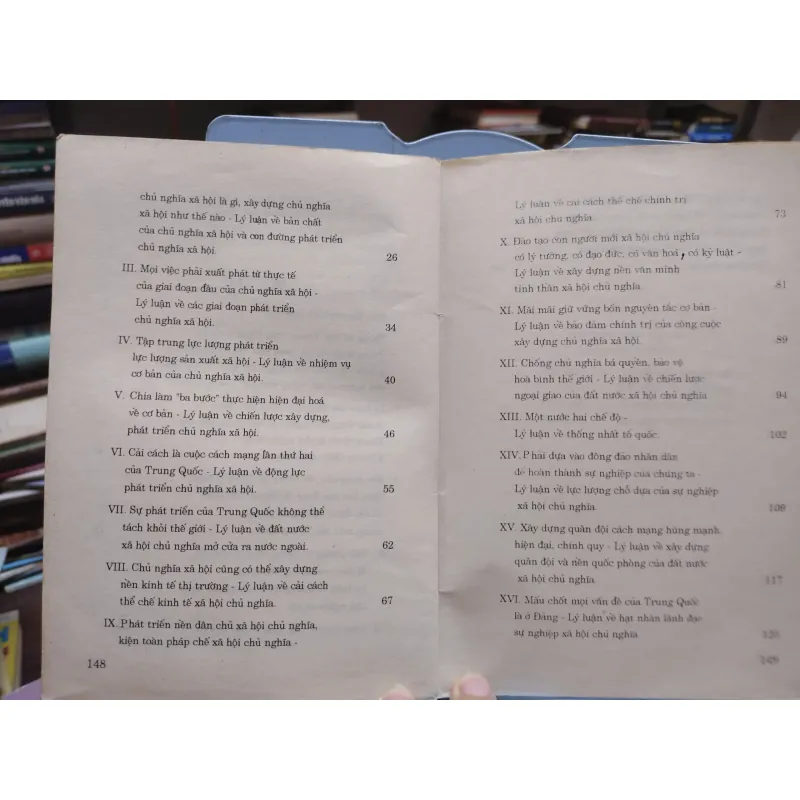 chủ nghĩa xã hội là gì, xây dựng chủ nghĩa
xã hội như thế nào - Lý luận về bản chất
của chủ nghĩa xã hội và con đường phát triển
chủ nghĩa xã hội. 26
III. Mọi việc phải xuất phát từ thực tế
của giai đoạn đầu của chủ nghĩa xã hội -
Lý luận về các giai đoạn phát triển
chủ nghĩa xã hội. 34
IV. Tập trung lực lượng phát triển
lực lượng sản xuất xã hội - Lý luận về nhiệm vụ
cơ bản của chủ nghĩa xã hội. 40
V. Chia làm "ba bước" thực hiện hiện đại hoá
về cơ bản - Lý luận về chiến lược xây dựng,
phát triển chủ nghĩa xã hội. 46
VI. Cải cách là cuộc cách mạng lần thứ hai
của Trung Quốc - Lý luận về động lực
phát triển chủ nghĩa xã hội. 55
VII. Sự phát triển của Trung Quốc không thể
tách khỏi thế giới - Lý luận về đất nước
xã hội chủ nghĩa mở cửa ra nước ngoài. 62
VIII. Chủ nghĩa xã hội cũng có thể xây dựng
nền kinh tế thị trường - Lý luận về cải cách
thể chế kinh tế xã hội chủ nghĩa. 67
IX. Phát triển nền dân chủ xã hội chủ nghĩa,
kiện toàn pháp chế xã hội chủ nghĩa -
148
Lý luận về cải cách thể chế chính trị
xã hội chủ nghĩa. 73
X. Đào tạo con người mới xã hội chủ nghĩa
có lý tưởng, có đạo đức, có văn hoá, có kỷ luật -
Lý luận về xây dựng nền văn minh
tinh thần xã hội chủ nghĩa. 81
XI. Mãi mãi giữ vững bốn nguyên tắc cơ bản -
Lý luận về bảo đảm chính trị của công cuộc
xây dựng chủ nghĩa xã hội. 89
XII. Chống chủ nghĩa bá quyền, bảo vệ
hoà bình thế giới - Lý luận về chiến lược
ngoại giao của đất nước xã hội chủ nghĩa 94
XIII. Một nước hai chế độ -
Lý luận về thống nhất tổ quốc. 102
XIV. Phải dựa vào đông đảo nhân dân
để hoàn thành sự nghiệp của chúng ta -
Lý luận về lực lượng chỗ dựa của sự nghiệp
xã hội chủ nghĩa. 109
XV. Xây dựng quân đội cách mạng hùng mạnh,
hiện đại, chính quy - Lý luận về xây dựng
quân đội và nền quốc phòng của đất nước
xã hội chủ nghĩa 117
XVI. Mấu chốt mọi vấn đề của Trung Quốc
là ở Đảng - Lý luận về hạt nhân lãnh đạo
sự nghiệp xã hội chủ nghĩa
149